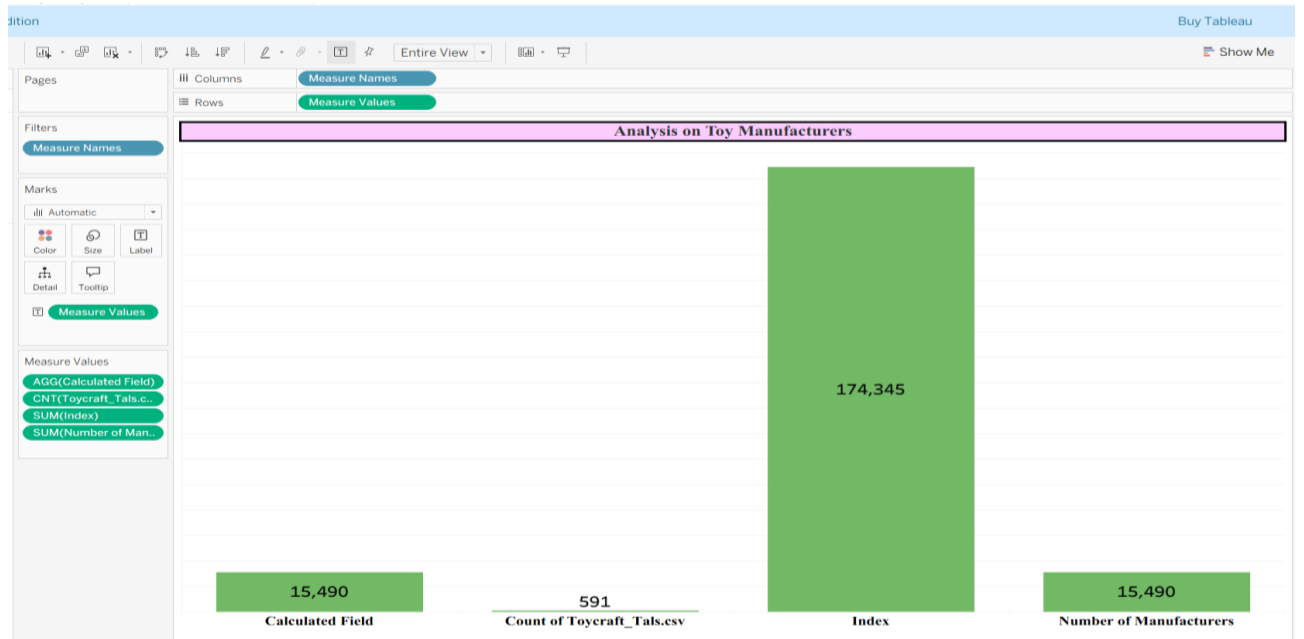 dition
Buy Tableau
Entire View
Show Me
Pages
iii Columns
Measure Names
Rows
Measure Values
Filters
Measure Names
Analysis on Toy Manufacturers
Marks
Automatic
Color Size Label
Detail Tooltip
Measure Values
Measure Values
AGG(Calculated Field)
CNT(Toycraft_Tals.c..
SUM(Index)
SUM(Number of Man..
174,345
15,490
591
15,490
Calculated Field
Count of Toycraft_Tals.csv
Index
Number of Manufacturers